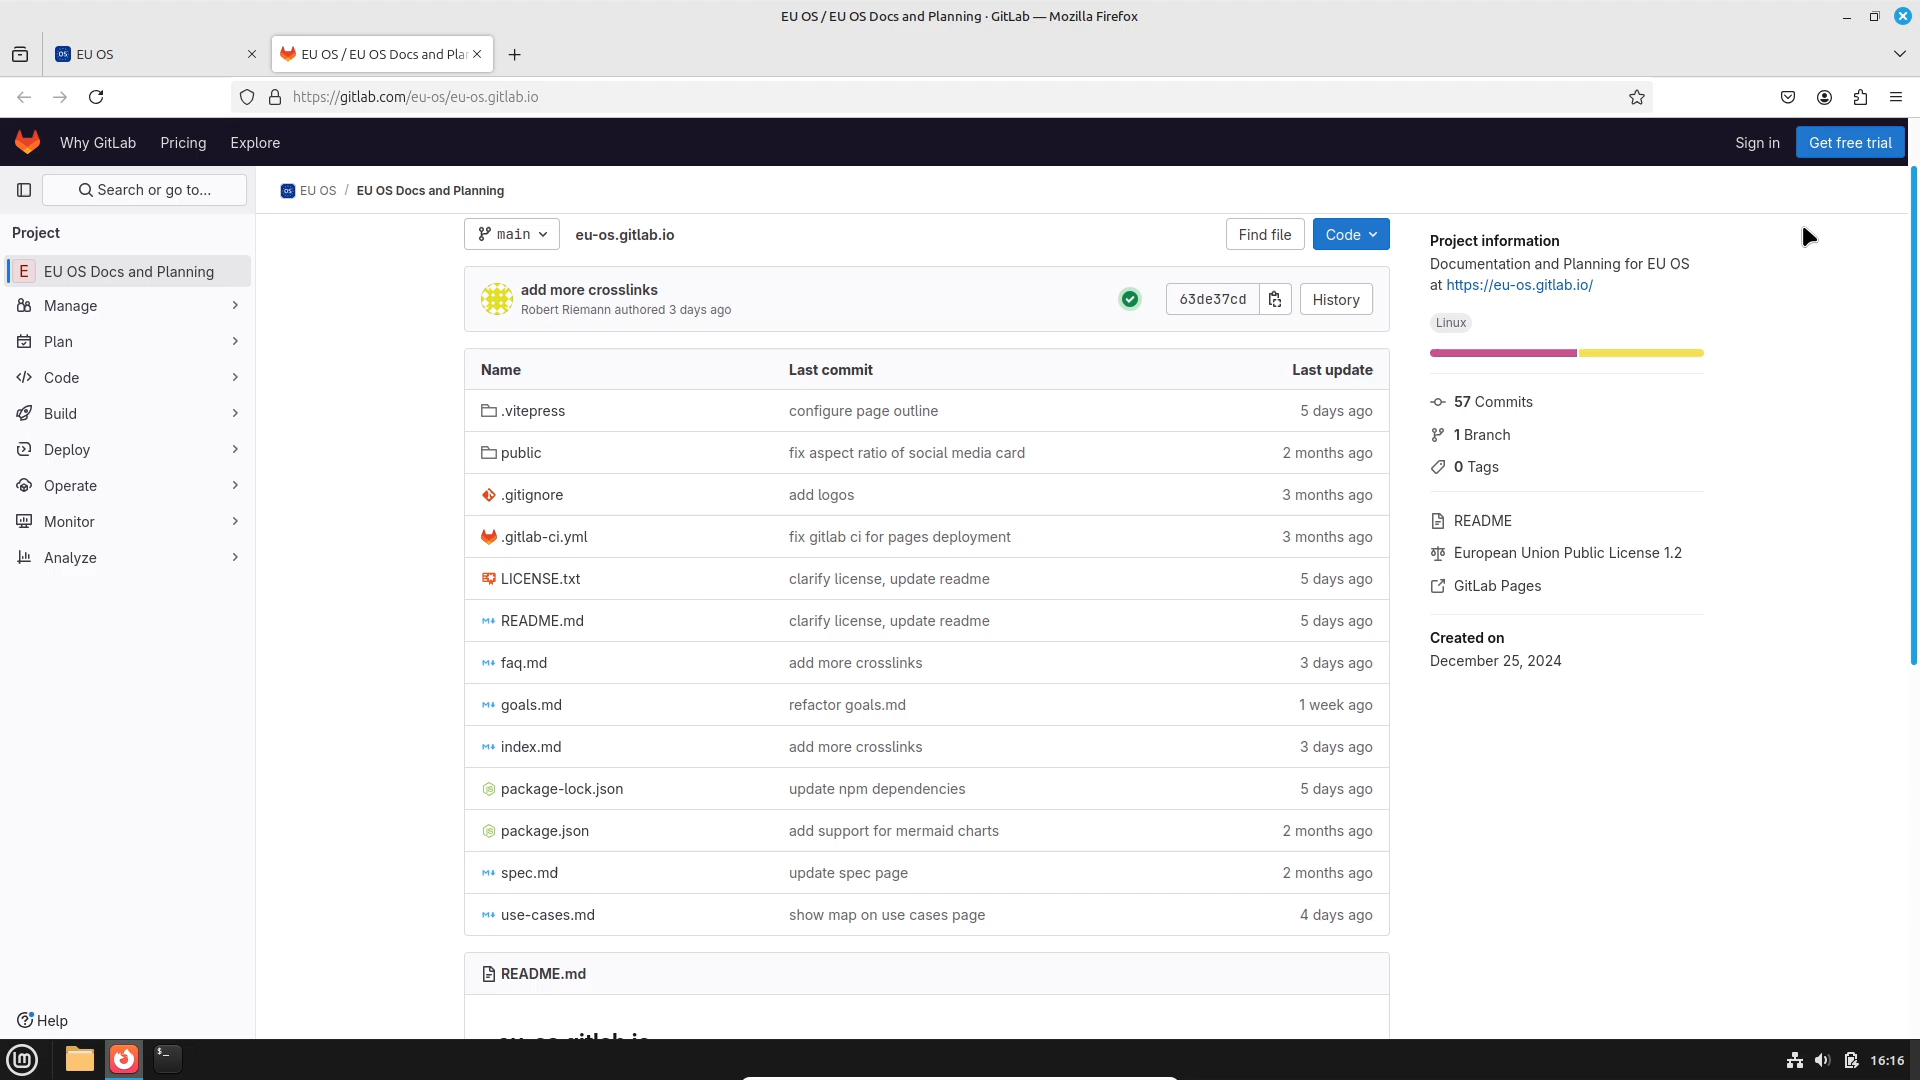 EU OS / EU OS Docs and Planning · GitLab — Mozilla Firefox
EU OS
EU OS / EU OS Docs and Plan
https://gitlab.com/eu-os/eu-os.gitlab.io
Why GitLab
Pricing
Explore
Sign in
Get free trial
Search or go to...
EU OS / EU OS Docs and Planning
Project
E EU OS Docs and Planning
Manage
Plan
Code
Build
Deploy
Operate
Monitor
Analyze
Help
main
eu-os.gitlab.io
Find file
Code
add more crosslinks
Robert Riemann authored 3 days ago
63de37cd
History
Name Last commit Last update
.vitepress configure page outline 5 days ago
public fix aspect ratio of social media card 2 months ago
.gitignore add logos 3 months ago
.gitlab-ci.yml fix gitlab ci for pages deployment 3 months ago
LICENSE.txt clarify license, update readme 5 days ago
README.md clarify license, update readme 5 days ago
faq.md add more crosslinks 3 days ago
goals.md refactor goals.md 1 week ago
index.md add more crosslinks 3 days ago
package-lock.json update npm dependencies 5 days ago
package.json add support for mermaid charts 2 months ago
spec.md update spec page 2 months ago
use-cases.md show map on use cases page 4 days ago
README.md
eu-os.gitlab.io
Project information
Documentation and Planning for EU OS
at https://eu-os.gitlab.io/
Linux
57 Commits
1 Branch
0 Tags
README
European Union Public License 1.2
GitLab Pages
Created on
December 25, 2024
16:16